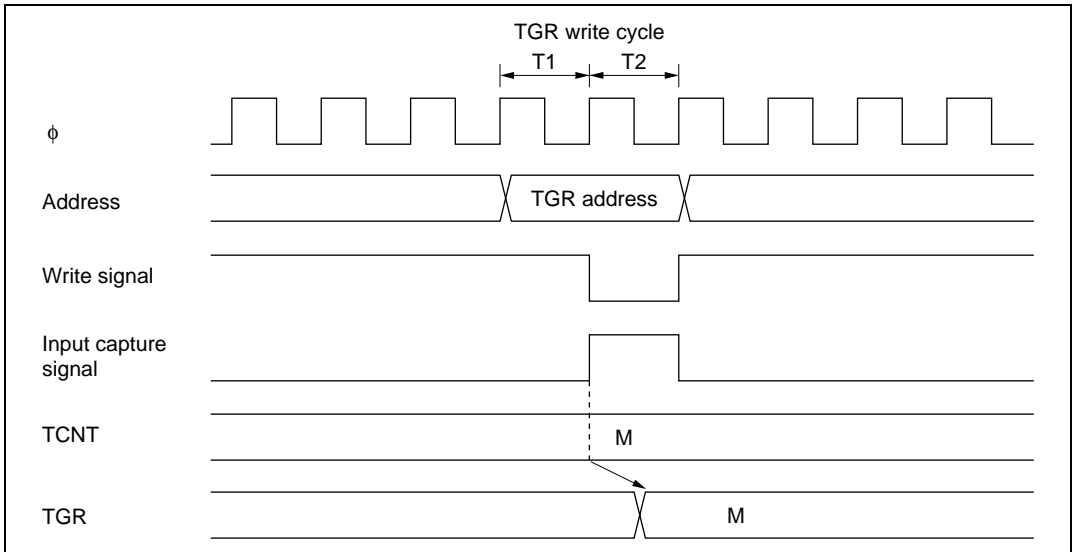 TGR write cycle
T1 T2
ϕ
Address TGR address
Write signal
Input capture
signal
TCNT M
TGR M